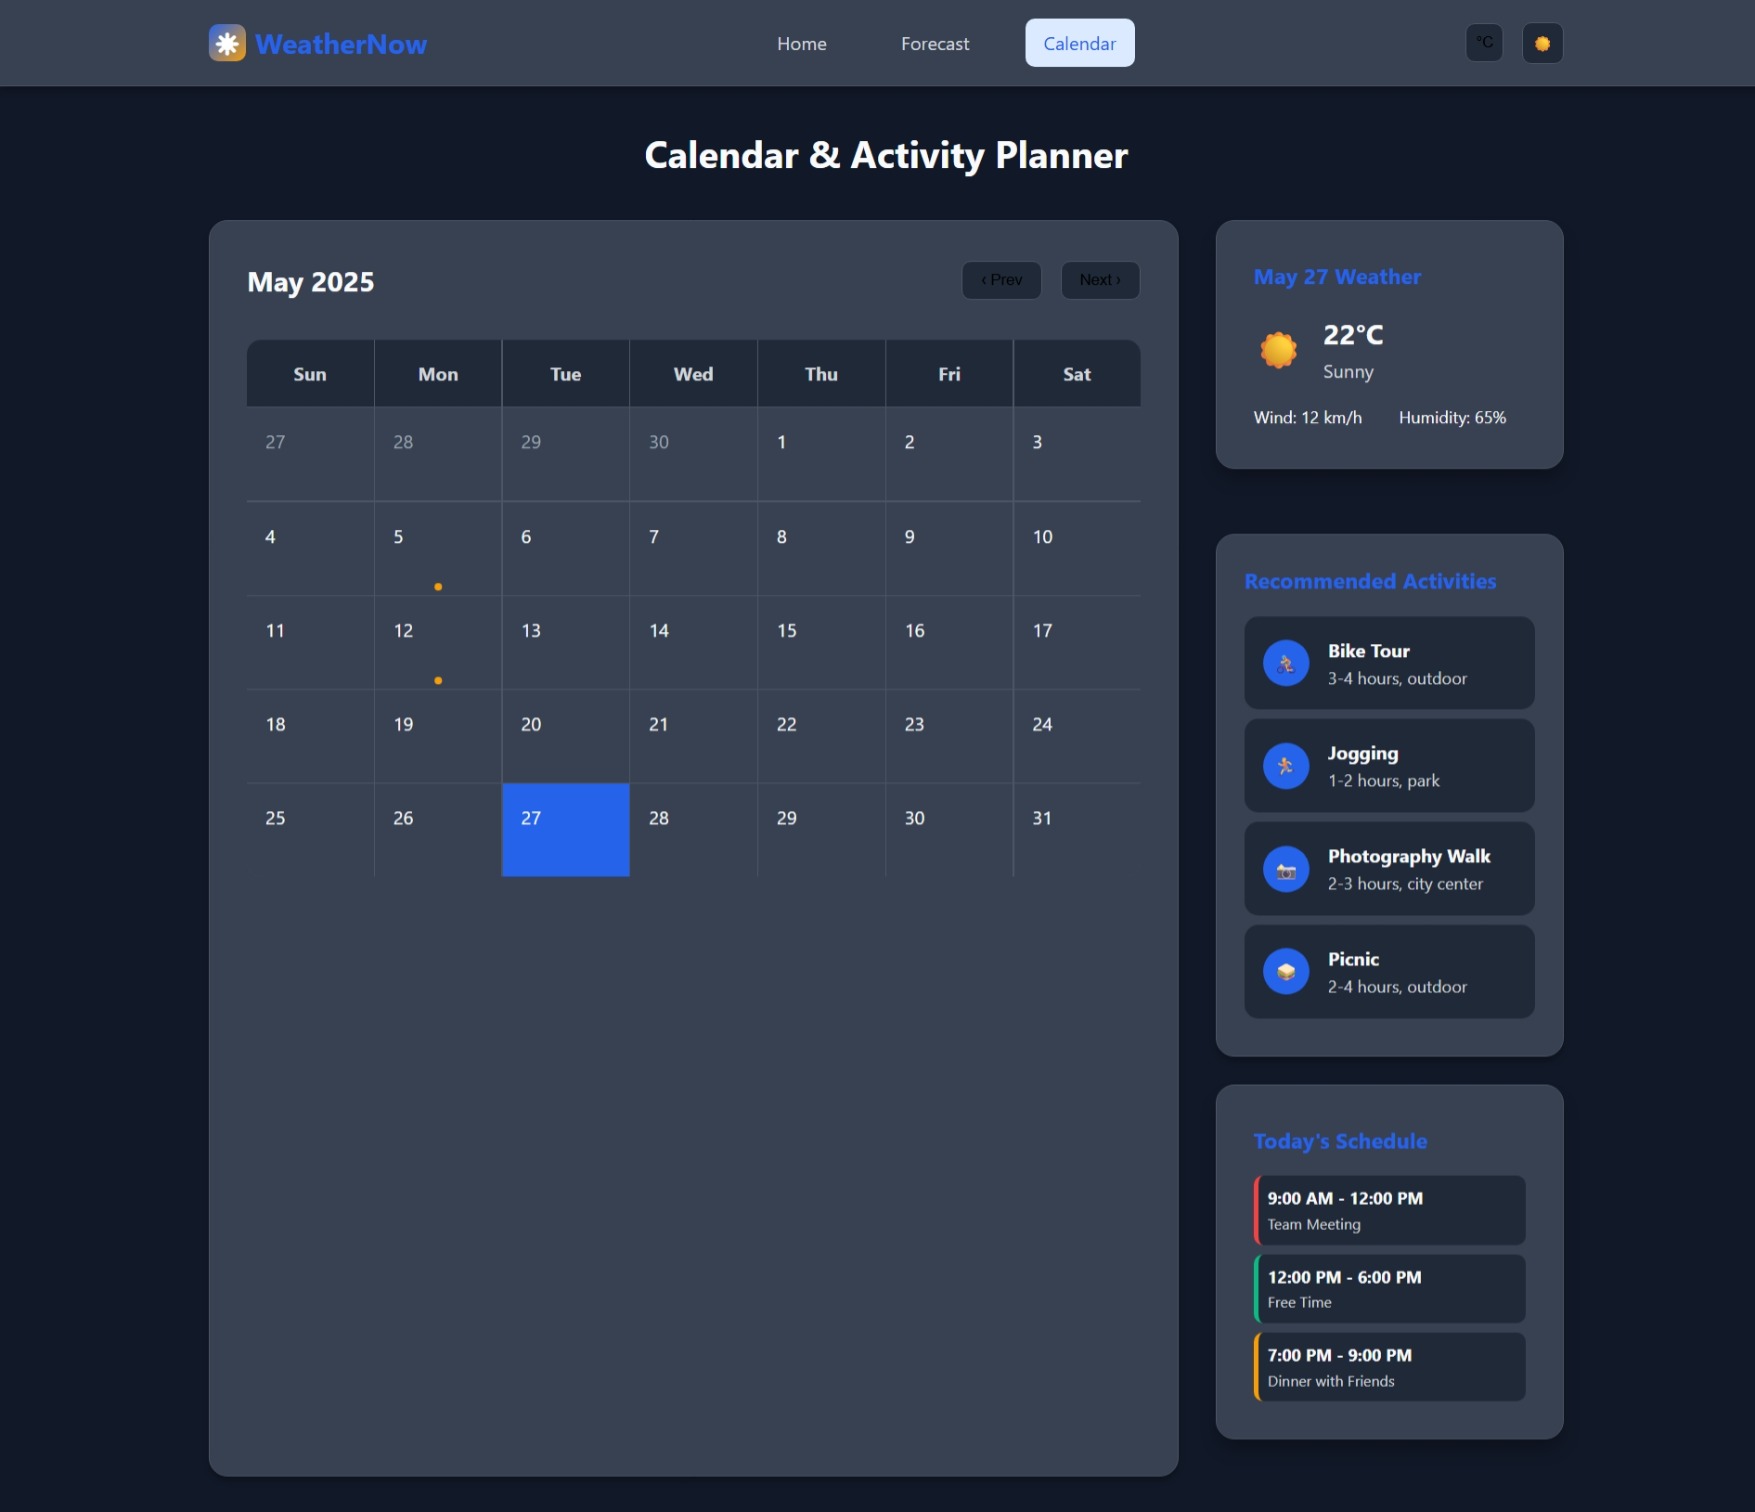 WeatherNow
Home Forecast Calendar
°C
Calendar & Activity Planner
May 2025
‹ Prev Next ›
Sun Mon Tue Wed Thu Fri Sat
27 28 29 30 1 2 3
4 5 6 7 8 9 10
11 12 13 14 15 16 17
18 19 20 21 22 23 24
25 26 27 28 29 30 31
May 27 Weather
22°C
Sunny
Wind: 12 km/h Humidity: 65%
Recommended Activities
Bike Tour
3-4 hours, outdoor
Jogging
1-2 hours, park
Photography Walk
2-3 hours, city center
Picnic
2-4 hours, outdoor
Today's Schedule
9:00 AM - 12:00 PM
Team Meeting
12:00 PM - 6:00 PM
Free Time
7:00 PM - 9:00 PM
Dinner with Friends